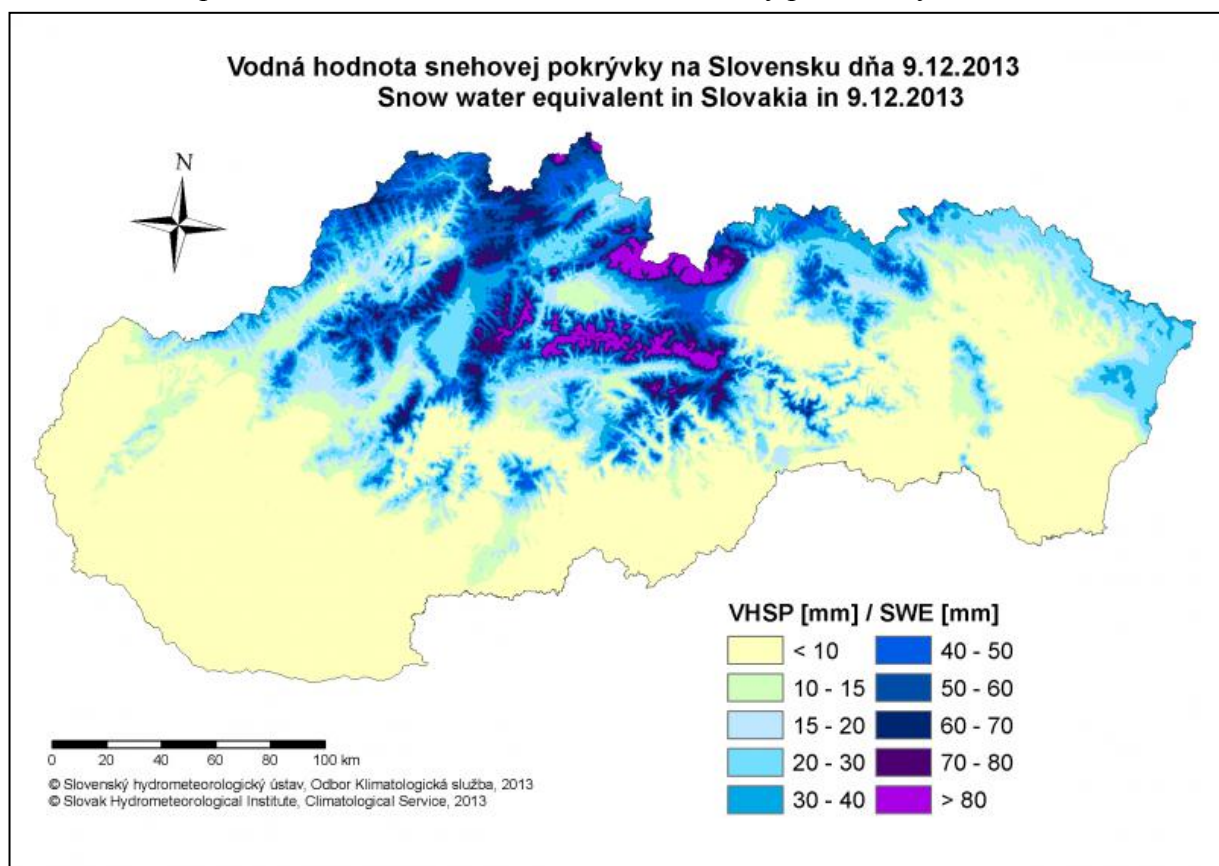 Vodná hodnota snehovej pokrývky na Slovensku dňa 9.12.2013
Snow water equivalent in Slovakia in 9.12.2013
N
VHSP [mm] / SWE [mm]
< 10 40 - 50
10 - 15 50 - 60
15 - 20 60 - 70
20 - 30 70 - 80
30 - 40 > 80
0 20 40 60 80 100 km
© Slovenský hydrometeorologický ústav, Odbor Klimatologická služba, 2013
© Slovak Hydrometeorological Institute, Climatological Service, 2013